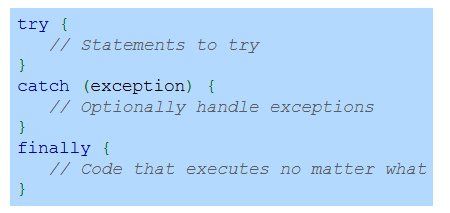 try {
// Statements to try
}
catch (exception) {
// Optionally handle exceptions
}
finally {
// Code that executes no matter what
}